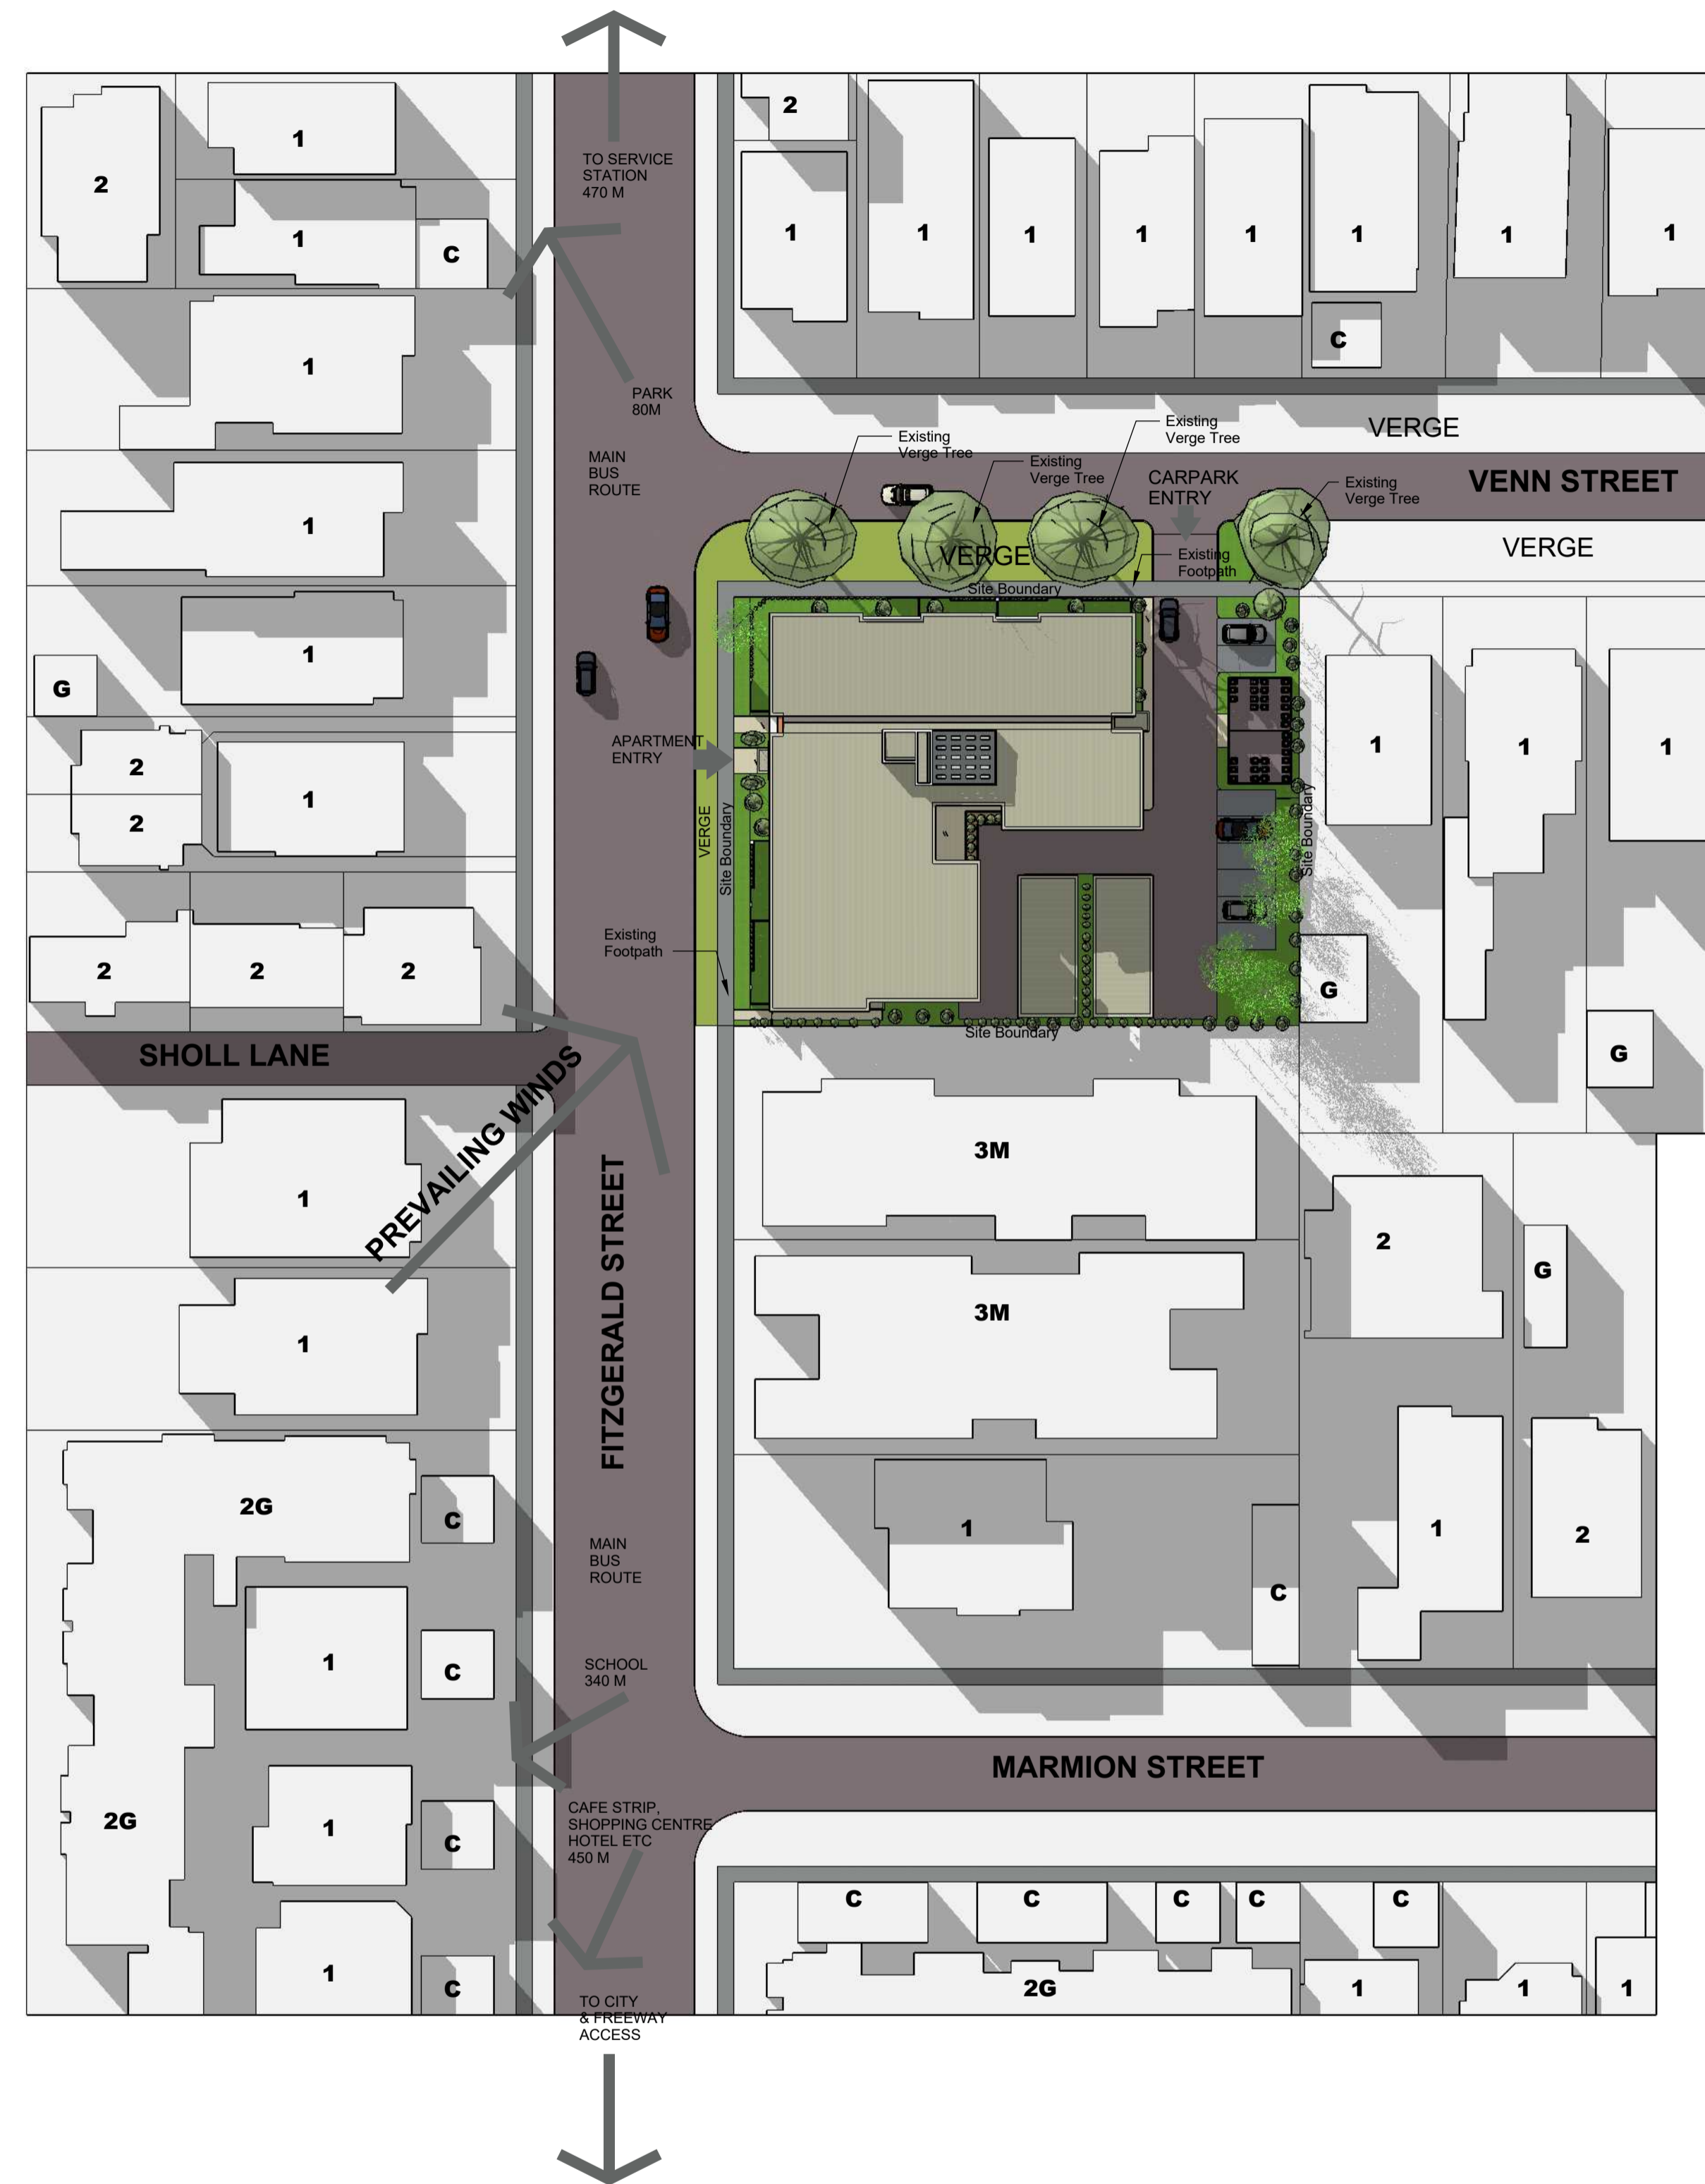 TO SERVICE
STATION
470 M
2
1
2
1
C
1
1
1
1
1
1
1
1
C
1
PARK
80M
VERGE
Existing
Verge Tree
Existing
Verge Tree
Existing
Verge Tree
Existing
Verge Tree
MAIN
BUS
ROUTE
CARPARK
ENTRY
VENN STREET
1
VERGE
VERGE
Existing
Footpath
Site Boundary
1
G
APARTMENT
ENTRY
2
2
1
1
1
1
VERGE
Site Boundary
Site Boundary
Existing
Footpath
2
2
2
G
Site Boundary
SHOLL LANE
G
PREVAILING WINDS
1
3M
2
G
FITZGERALD STREET
3M
1
2G
C
1
C
1
2
MAIN
BUS
ROUTE
1
C
SCHOOL
340 M
MARMION STREET
2G
1
C
CAFE STRIP,
SHOPPING CENTRE
HOTEL ETC
450 M
C
C
C
C
C
1
C
2G
1
1
1
TO CITY
& FREEWAY
ACCESS